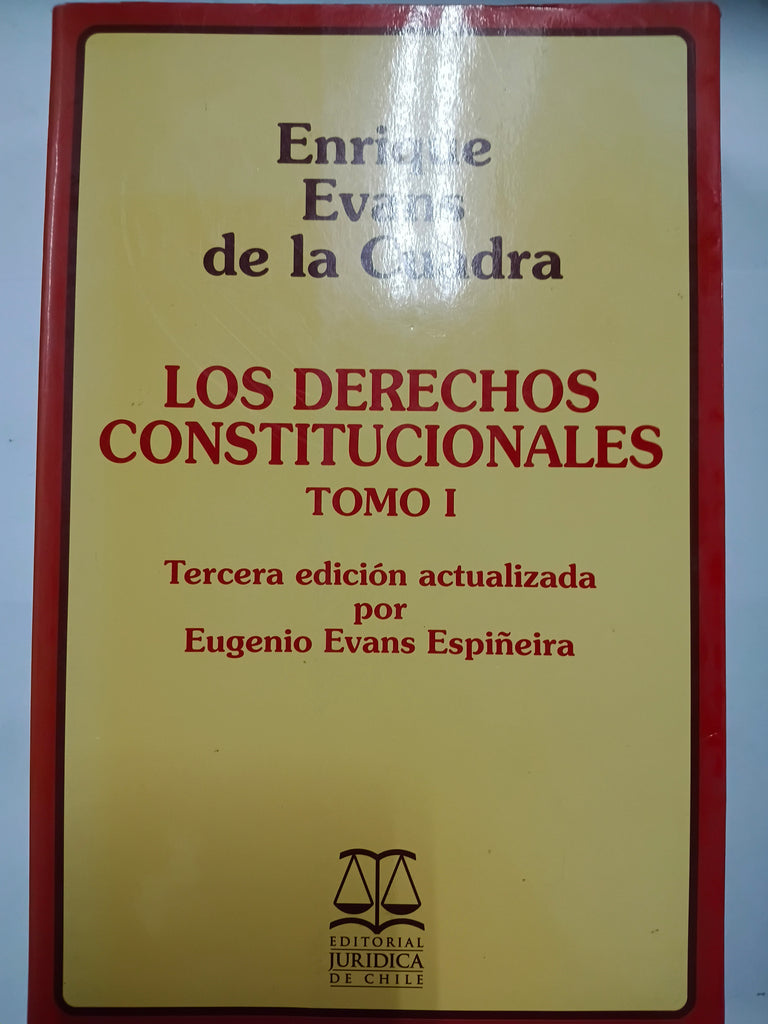 Enrique
Evans
de la Cuadra
LOS DERECHOS
CONSTITUCIONALES
TOMO I
Tercera edición actualizada
por
Eugenio Evans Espiñeira
EDITORIAL
JURIDICA
DE CHILE